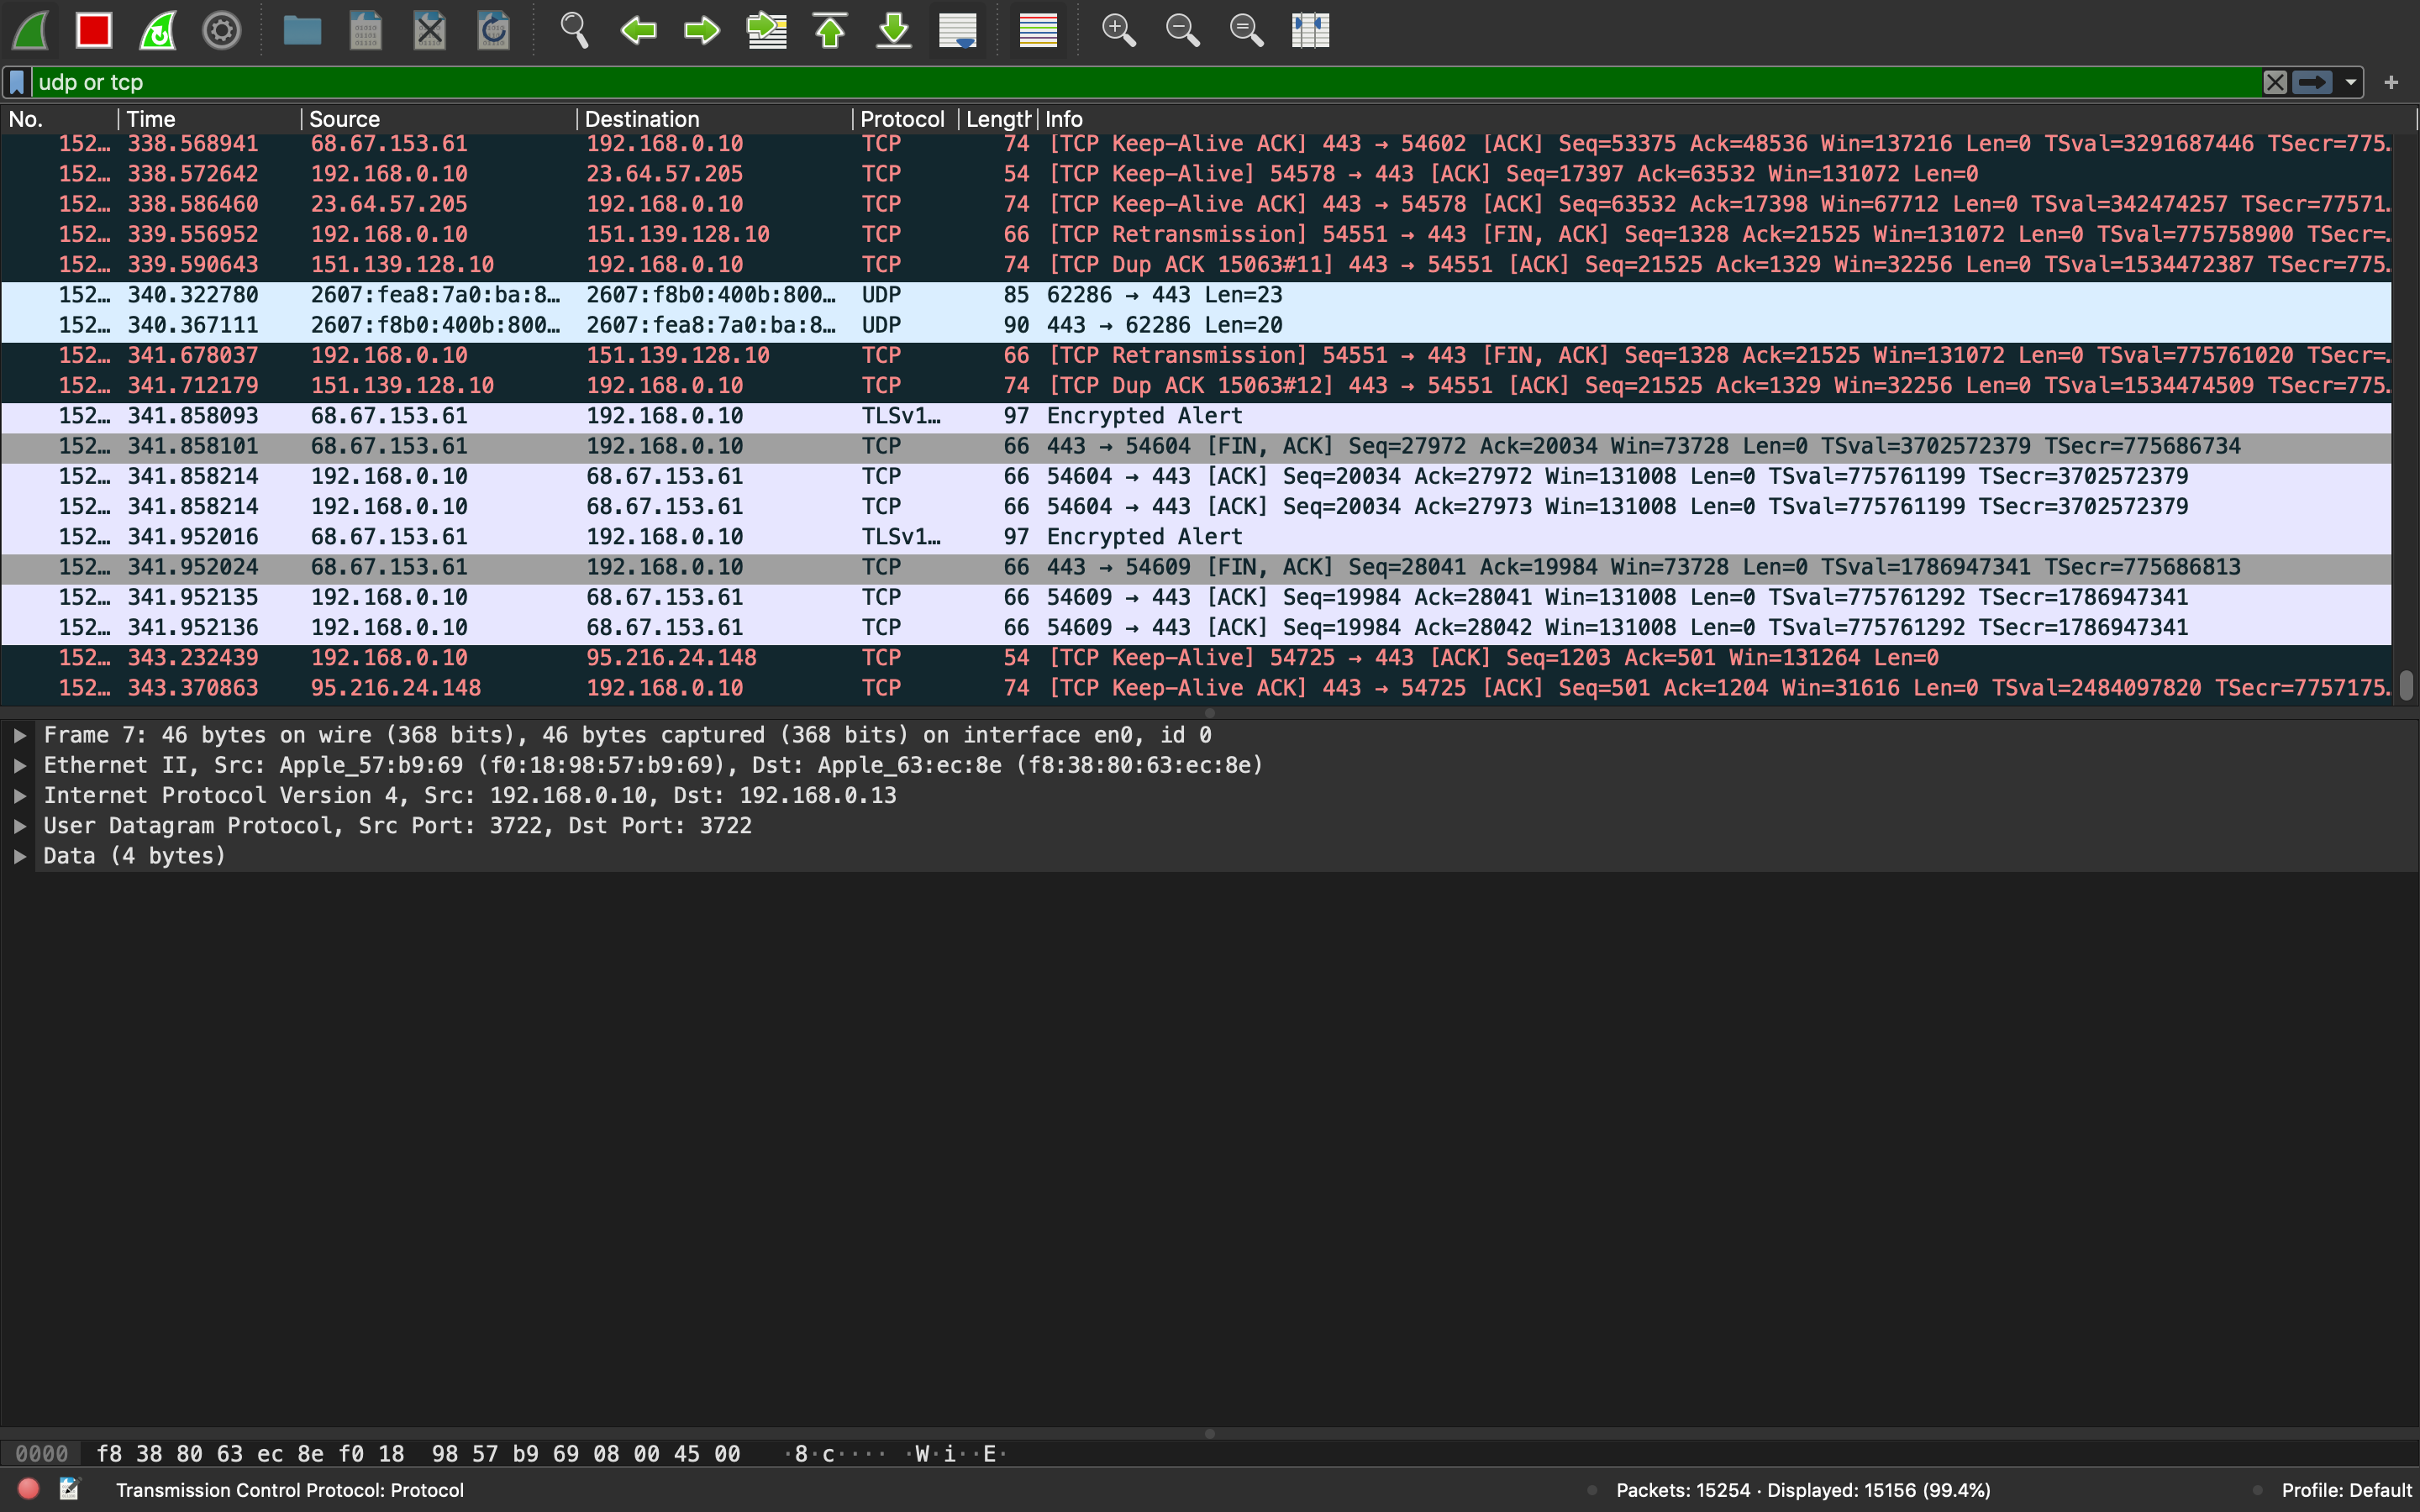 udp or tcp
No. Time Source Destination Protocol Length Info
152… 338.568941 68.67.153.61 192.168.0.10 TCP 74 [TCP Keep-Alive ACK] 443 → 54602 [ACK] Seq=53375 Ack=48536 Win=137216 Len=0 TSval=3291687446 TSecr=775…
152… 338.572642 192.168.0.10 23.64.57.205 TCP 54 [TCP Keep-Alive] 54578 → 443 [ACK] Seq=17397 Ack=63532 Win=131072 Len=0
152… 338.586460 23.64.57.205 192.168.0.10 TCP 74 [TCP Keep-Alive ACK] 443 → 54578 [ACK] Seq=63532 Ack=17398 Win=67712 Len=0 TSval=342474257 TSecr=77571…
152… 339.556952 192.168.0.10 151.139.128.10 TCP 66 [TCP Retransmission] 54551 → 443 [FIN, ACK] Seq=1328 Ack=21525 Win=131072 Len=0 TSval=775758900 TSecr=…
152… 339.590643 151.139.128.10 192.168.0.10 TCP 74 [TCP Dup ACK 15063#11] 443 → 54551 [ACK] Seq=21525 Ack=1329 Win=32256 Len=0 TSval=1534472387 TSecr=775…
152… 340.322780 2607:fea8:7a0:ba:8… 2607:f8b0:400b:800… UDP 85 62286 → 443 Len=23
152… 340.367111 2607:f8b0:400b:800… 2607:fea8:7a0:ba:8… UDP 90 443 → 62286 Len=20
152… 341.678037 192.168.0.10 151.139.128.10 TCP 66 [TCP Retransmission] 54551 → 443 [FIN, ACK] Seq=1328 Ack=21525 Win=131072 Len=0 TSval=775761020 TSecr=…
152… 341.712179 151.139.128.10 192.168.0.10 TCP 74 [TCP Dup ACK 15063#12] 443 → 54551 [ACK] Seq=21525 Ack=1329 Win=32256 Len=0 TSval=1534474509 TSecr=775…
152… 341.858093 68.67.153.61 192.168.0.10 TLSv1… 97 Encrypted Alert
152… 341.858101 68.67.153.61 192.168.0.10 TCP 66 443 → 54604 [FIN, ACK] Seq=27972 Ack=20034 Win=73728 Len=0 TSval=3702572379 TSecr=775686734
152… 341.858214 192.168.0.10 68.67.153.61 TCP 66 54604 → 443 [ACK] Seq=20034 Ack=27972 Win=131008 Len=0 TSval=775761199 TSecr=3702572379
152… 341.858214 192.168.0.10 68.67.153.61 TCP 66 54604 → 443 [ACK] Seq=20034 Ack=27973 Win=131008 Len=0 TSval=775761199 TSecr=3702572379
152… 341.952016 68.67.153.61 192.168.0.10 TLSv1… 97 Encrypted Alert
152… 341.952024 68.67.153.61 192.168.0.10 TCP 66 443 → 54609 [FIN, ACK] Seq=28041 Ack=19984 Win=73728 Len=0 TSval=1786947341 TSecr=775686813
152… 341.952135 192.168.0.10 68.67.153.61 TCP 66 54609 → 443 [ACK] Seq=19984 Ack=28041 Win=131008 Len=0 TSval=775761292 TSecr=1786947341
152… 341.952136 192.168.0.10 68.67.153.61 TCP 66 54609 → 443 [ACK] Seq=19984 Ack=28042 Win=131008 Len=0 TSval=775761292 TSecr=1786947341
152… 343.232439 192.168.0.10 95.216.24.148 TCP 54 [TCP Keep-Alive] 54725 → 443 [ACK] Seq=1203 Ack=501 Win=131264 Len=0
152… 343.370863 95.216.24.148 192.168.0.10 TCP 74 [TCP Keep-Alive ACK] 443 → 54725 [ACK] Seq=501 Ack=1204 Win=31616 Len=0 TSval=2484097820 TSecr=7757175…
Frame 7: 46 bytes on wire (368 bits), 46 bytes captured (368 bits) on interface en0, id 0
Ethernet II, Src: Apple_57:b9:69 (f0:18:98:57:b9:69), Dst: Apple_63:ec:8e (f8:38:80:63:ec:8e)
Internet Protocol Version 4, Src: 192.168.0.10, Dst: 192.168.0.13
User Datagram Protocol, Src Port: 3722, Dst Port: 3722
Data (4 bytes)
0000 f8 38 80 63 ec 8e f0 18 98 57 b9 69 08 00 45 00 ·8·c···· ·W·i··E·
Transmission Control Protocol: Protocol Packets: 15254 · Displayed: 15156 (99.4%) Profile: Default